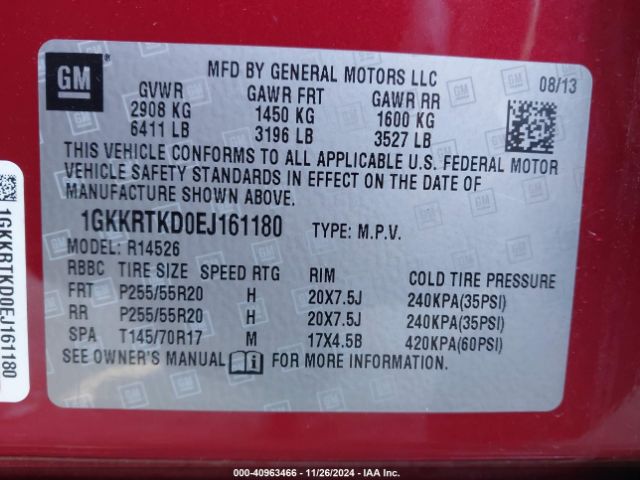 GM
MFD BY GENERAL MOTORS LLC
08/13
GVWR GAWR FRT GAWR RR
2908 KG 1450 KG 1600 KG
6411 LB 3196 LB 3527 LB
THIS VEHICLE CONFORMS TO ALL APPLICABLE U.S. FEDERAL MOTOR
VEHICLE SAFETY STANDARDS IN EFFECT ON THE DATE OF
MANUFACTURE SHOWN ABOVE.
1GKKRTKD0EJ161180 TYPE: M.P.V.
MODEL: R14526
RBBC TIRE SIZE SPEED RTG RIM COLD TIRE PRESSURE
FRT P255/55R20 H 20X7.5J 240KPA(35PSI)
RR P255/55R20 H 20X7.5J 240KPA(35PSI)
SPA T145/70R17 M 17X4.5B 420KPA(60PSI)
SEE OWNER'S MANUAL FOR MORE INFORMATION.
1GKKRTKD0EJ161180
000-40963466 - 11/26/2024 - IAAI.COM